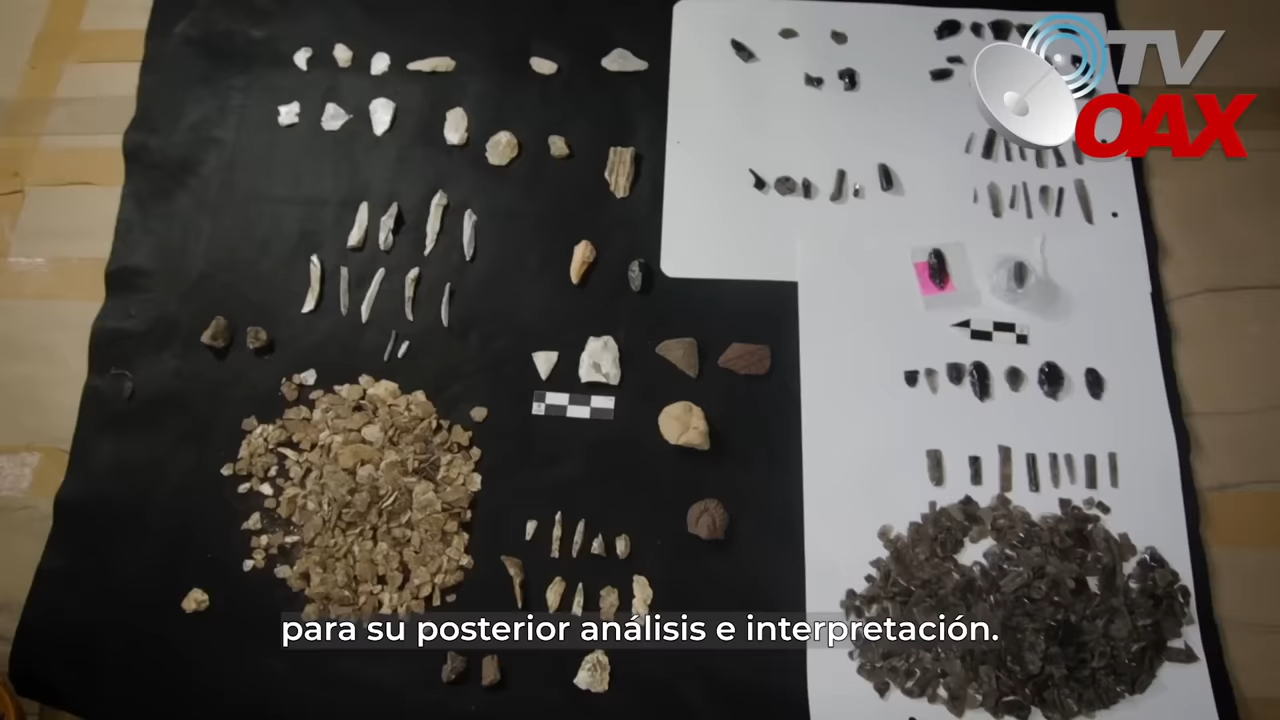 TV
OAX
para su posterior análisis e interpretación.